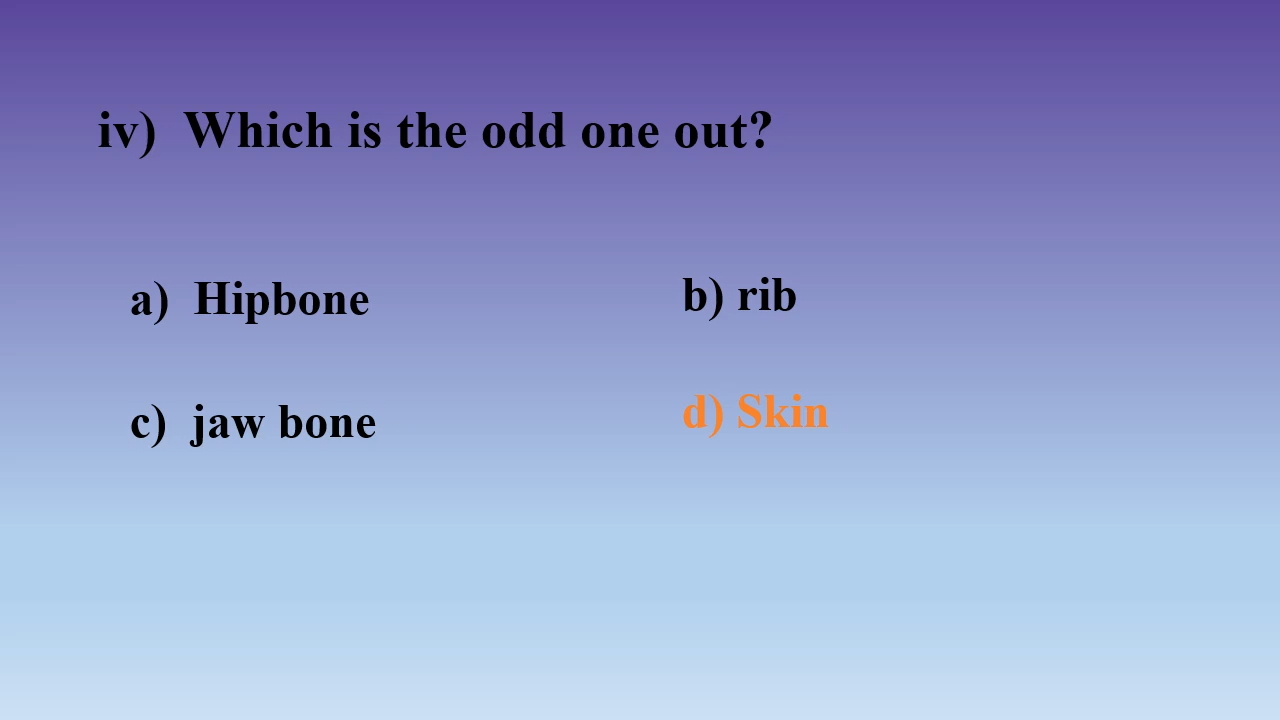 iv)  Which is the odd one out?
a)  Hipbone
b) rib
c)  jaw bone
d) Skin